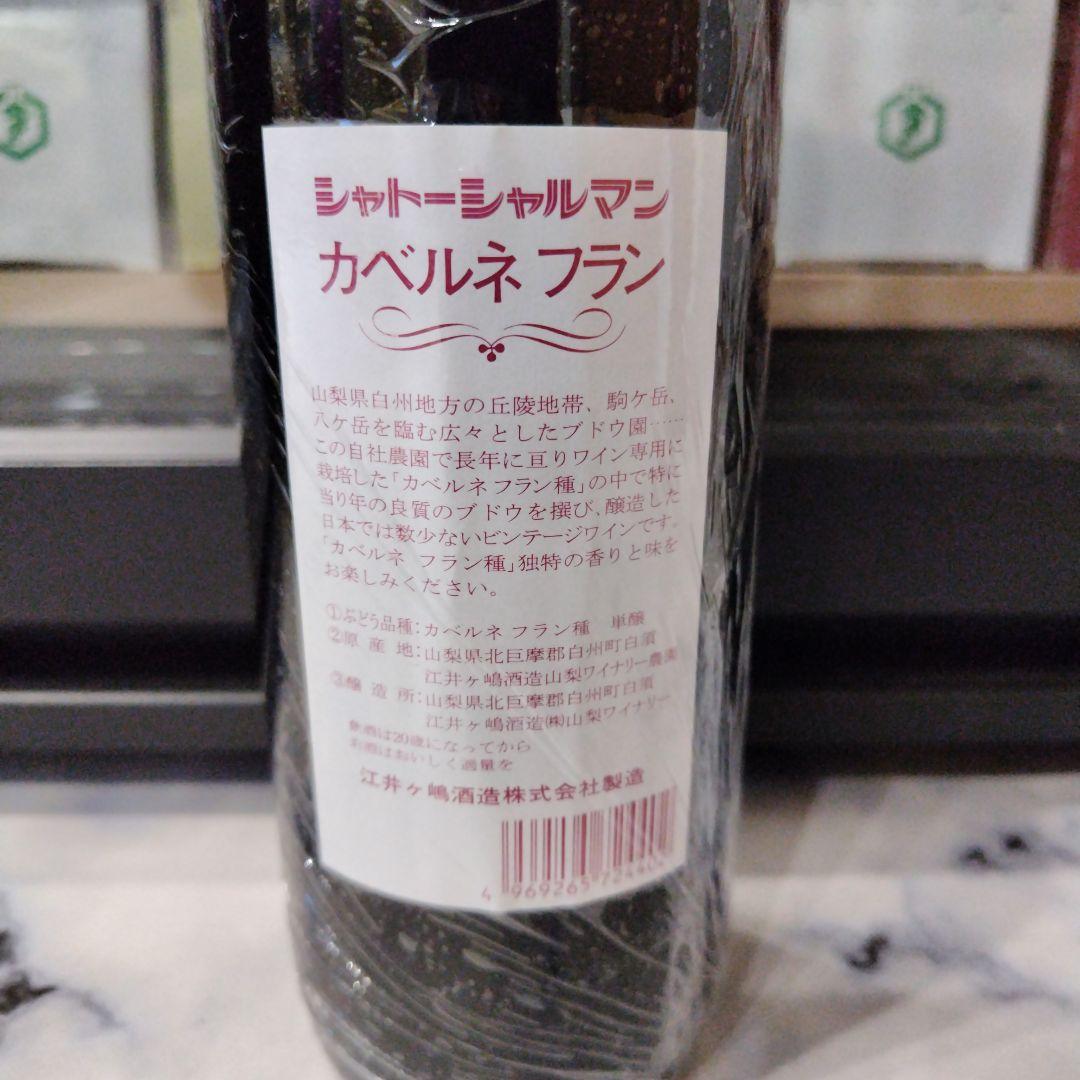 シャトーシャルマン
カベルネ フラン
山梨県白州地方の丘陵地帯、駒ケ岳、
八ケ岳を臨む広々としたブドウ園……
この自社農園で長年に亘りワイン専用に
栽培した「カベルネ フラン種」の中で特に
当り年の良質のブドウを撰び、醸造した
日本では数少ないビンテージワインです。
「カベルネ フラン種」独特の香りと味を
お楽しみください。
①ぶどう品種：カベルネ フラン種 単醸
②原産地：山梨県北巨摩郡白州町白須
江井ヶ嶋酒造山梨ワイナリー農園
③醸造所：山梨県北巨摩郡白州町白須
江井ヶ嶋酒造㈱山梨ワイナリー
飲酒は20歳になってから
お酒はおいしく適量を
江井ヶ嶋酒造株式会社製造
4 969265 72440